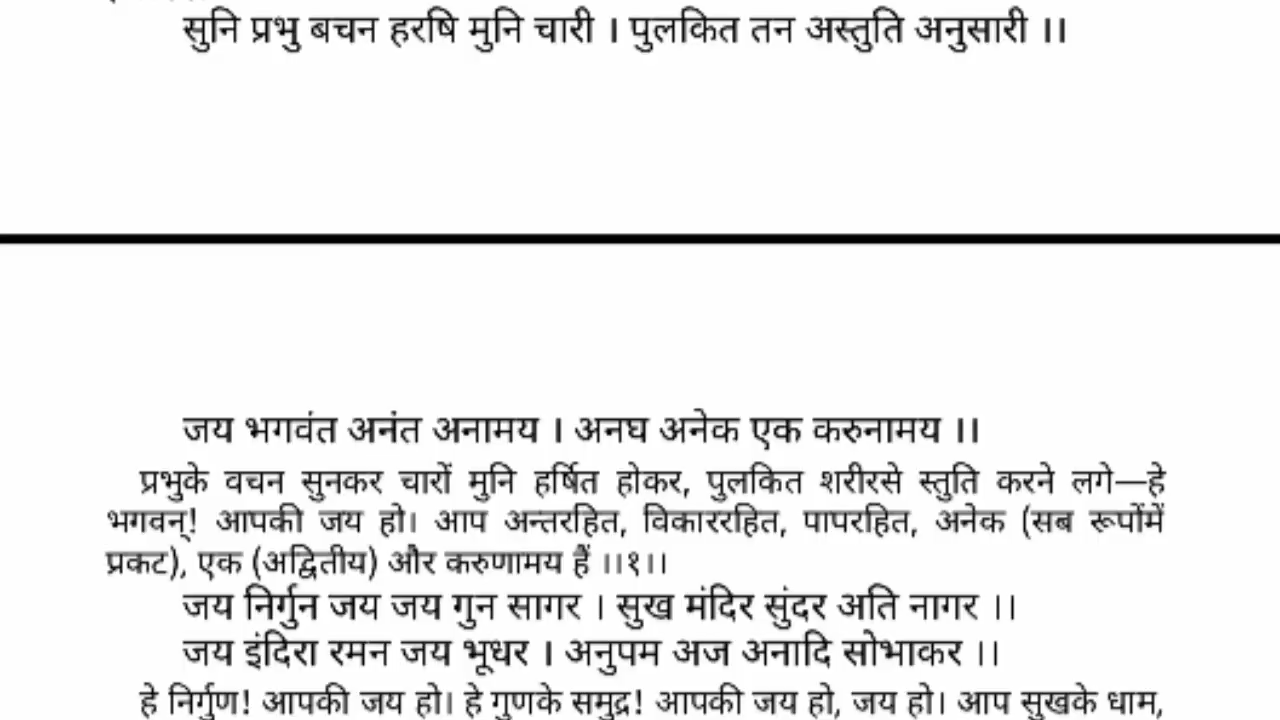 सुनि प्रभु बचन हरषि मुनि चारी । पुलकित तन अस्तुति अनुसारी ।।
जय भगवंत अनंत अनामय । अनघ अनेक एक करुनामय ।।
प्रभुके वचन सुनकर चारों मुनि हर्षित होकर, पुलकित शरीरसे स्तुति करने लगे—हे
भगवन्! आपकी जय हो। आप अन्तरहित, विकाररहित, पापरहित, अनेक (सब रूपोंमें
प्रकट), एक (अद्वितीय) और करुणामय हैं ।।१।।
जय निर्गुन जय जय गुन सागर । सुख मंदिर सुंदर अति नागर ।।
जय इंदिरा रमन जय भूधर । अनुपम अज अनादि सोभाकर ।।
हे निर्गुण! आपकी जय हो। हे गुणके समुद्र! आपकी जय हो, जय हो। आप सुखके धाम,